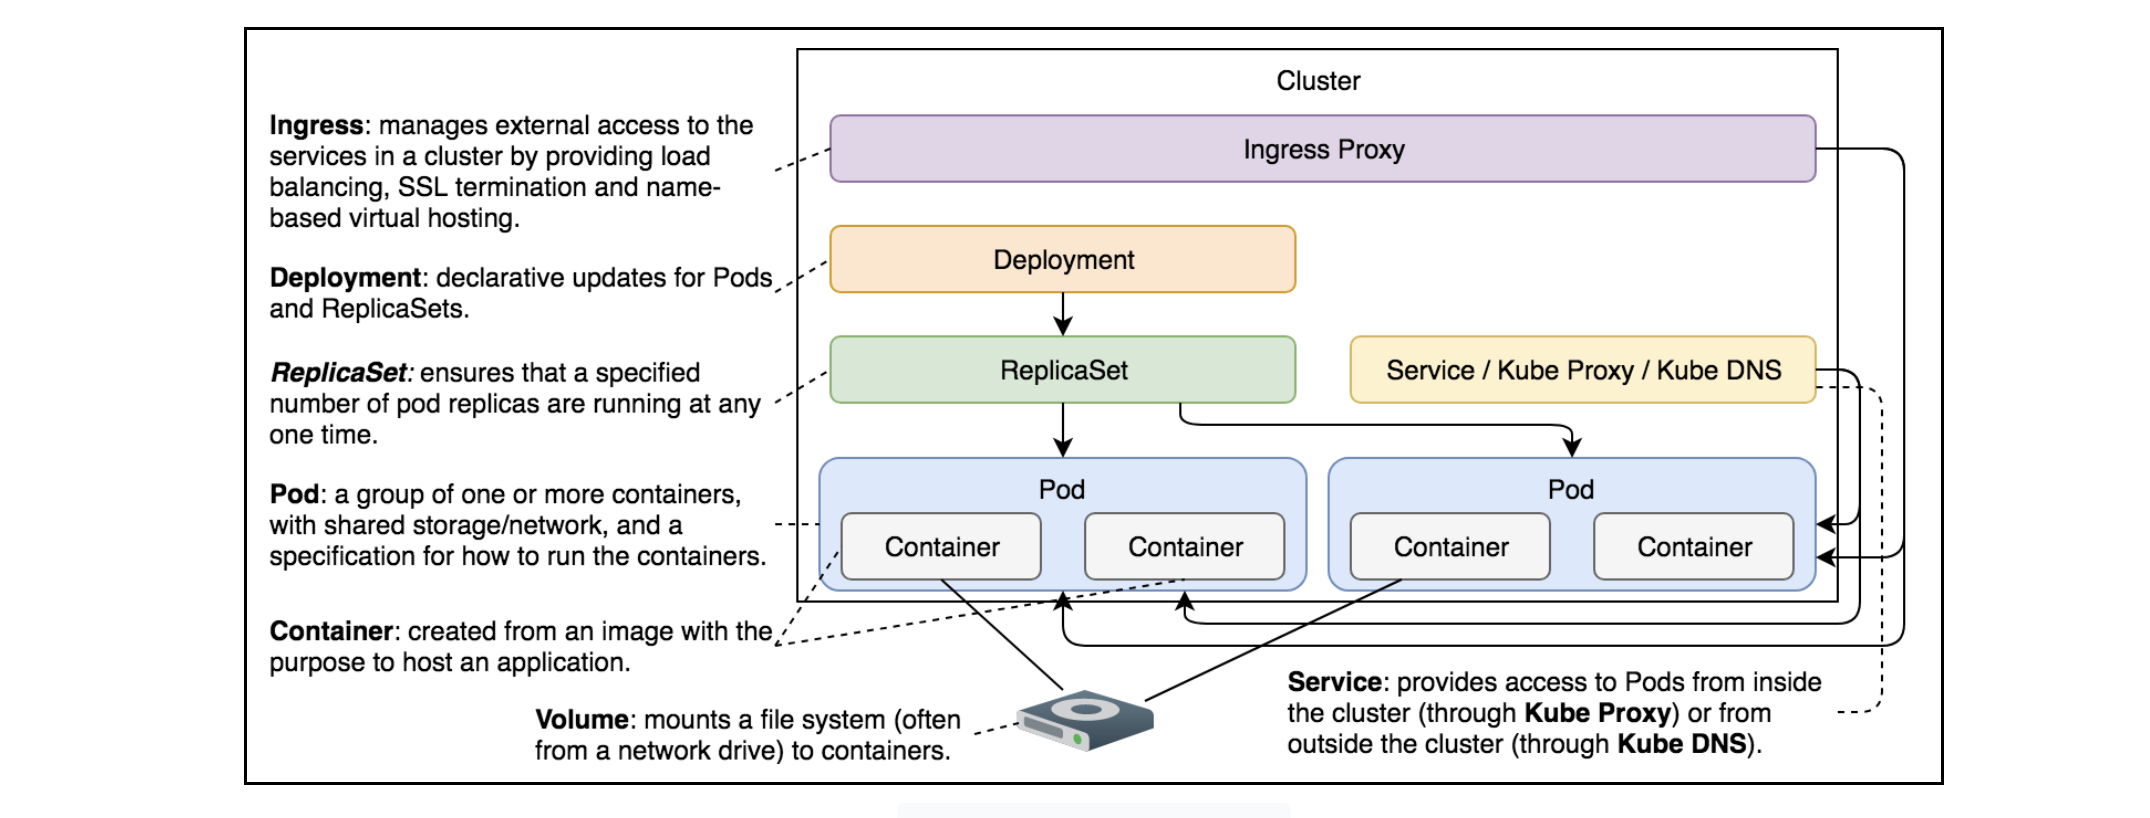 Cluster
Ingress Proxy
Ingress: manages external access to the
services in a cluster by providing load
balancing, SSL termination and name-
based virtual hosting.
Deployment
Deployment: declarative updates for Pods
and ReplicaSets.
ReplicaSet
Service / Kube Proxy / Kube DNS
ReplicaSet: ensures that a specified
number of pod replicas are running at any
one time.
Pod
Pod
Pod: a group of one or more containers,
with shared storage/network, and a
specification for how to run the containers.
Container
Container
Container
Container
Container: created from an image with the
purpose to host an application.
Volume: mounts a file system (often
from a network drive) to containers.
Service: provides access to Pods from inside
the cluster (through Kube Proxy) or from
outside the cluster (through Kube DNS).